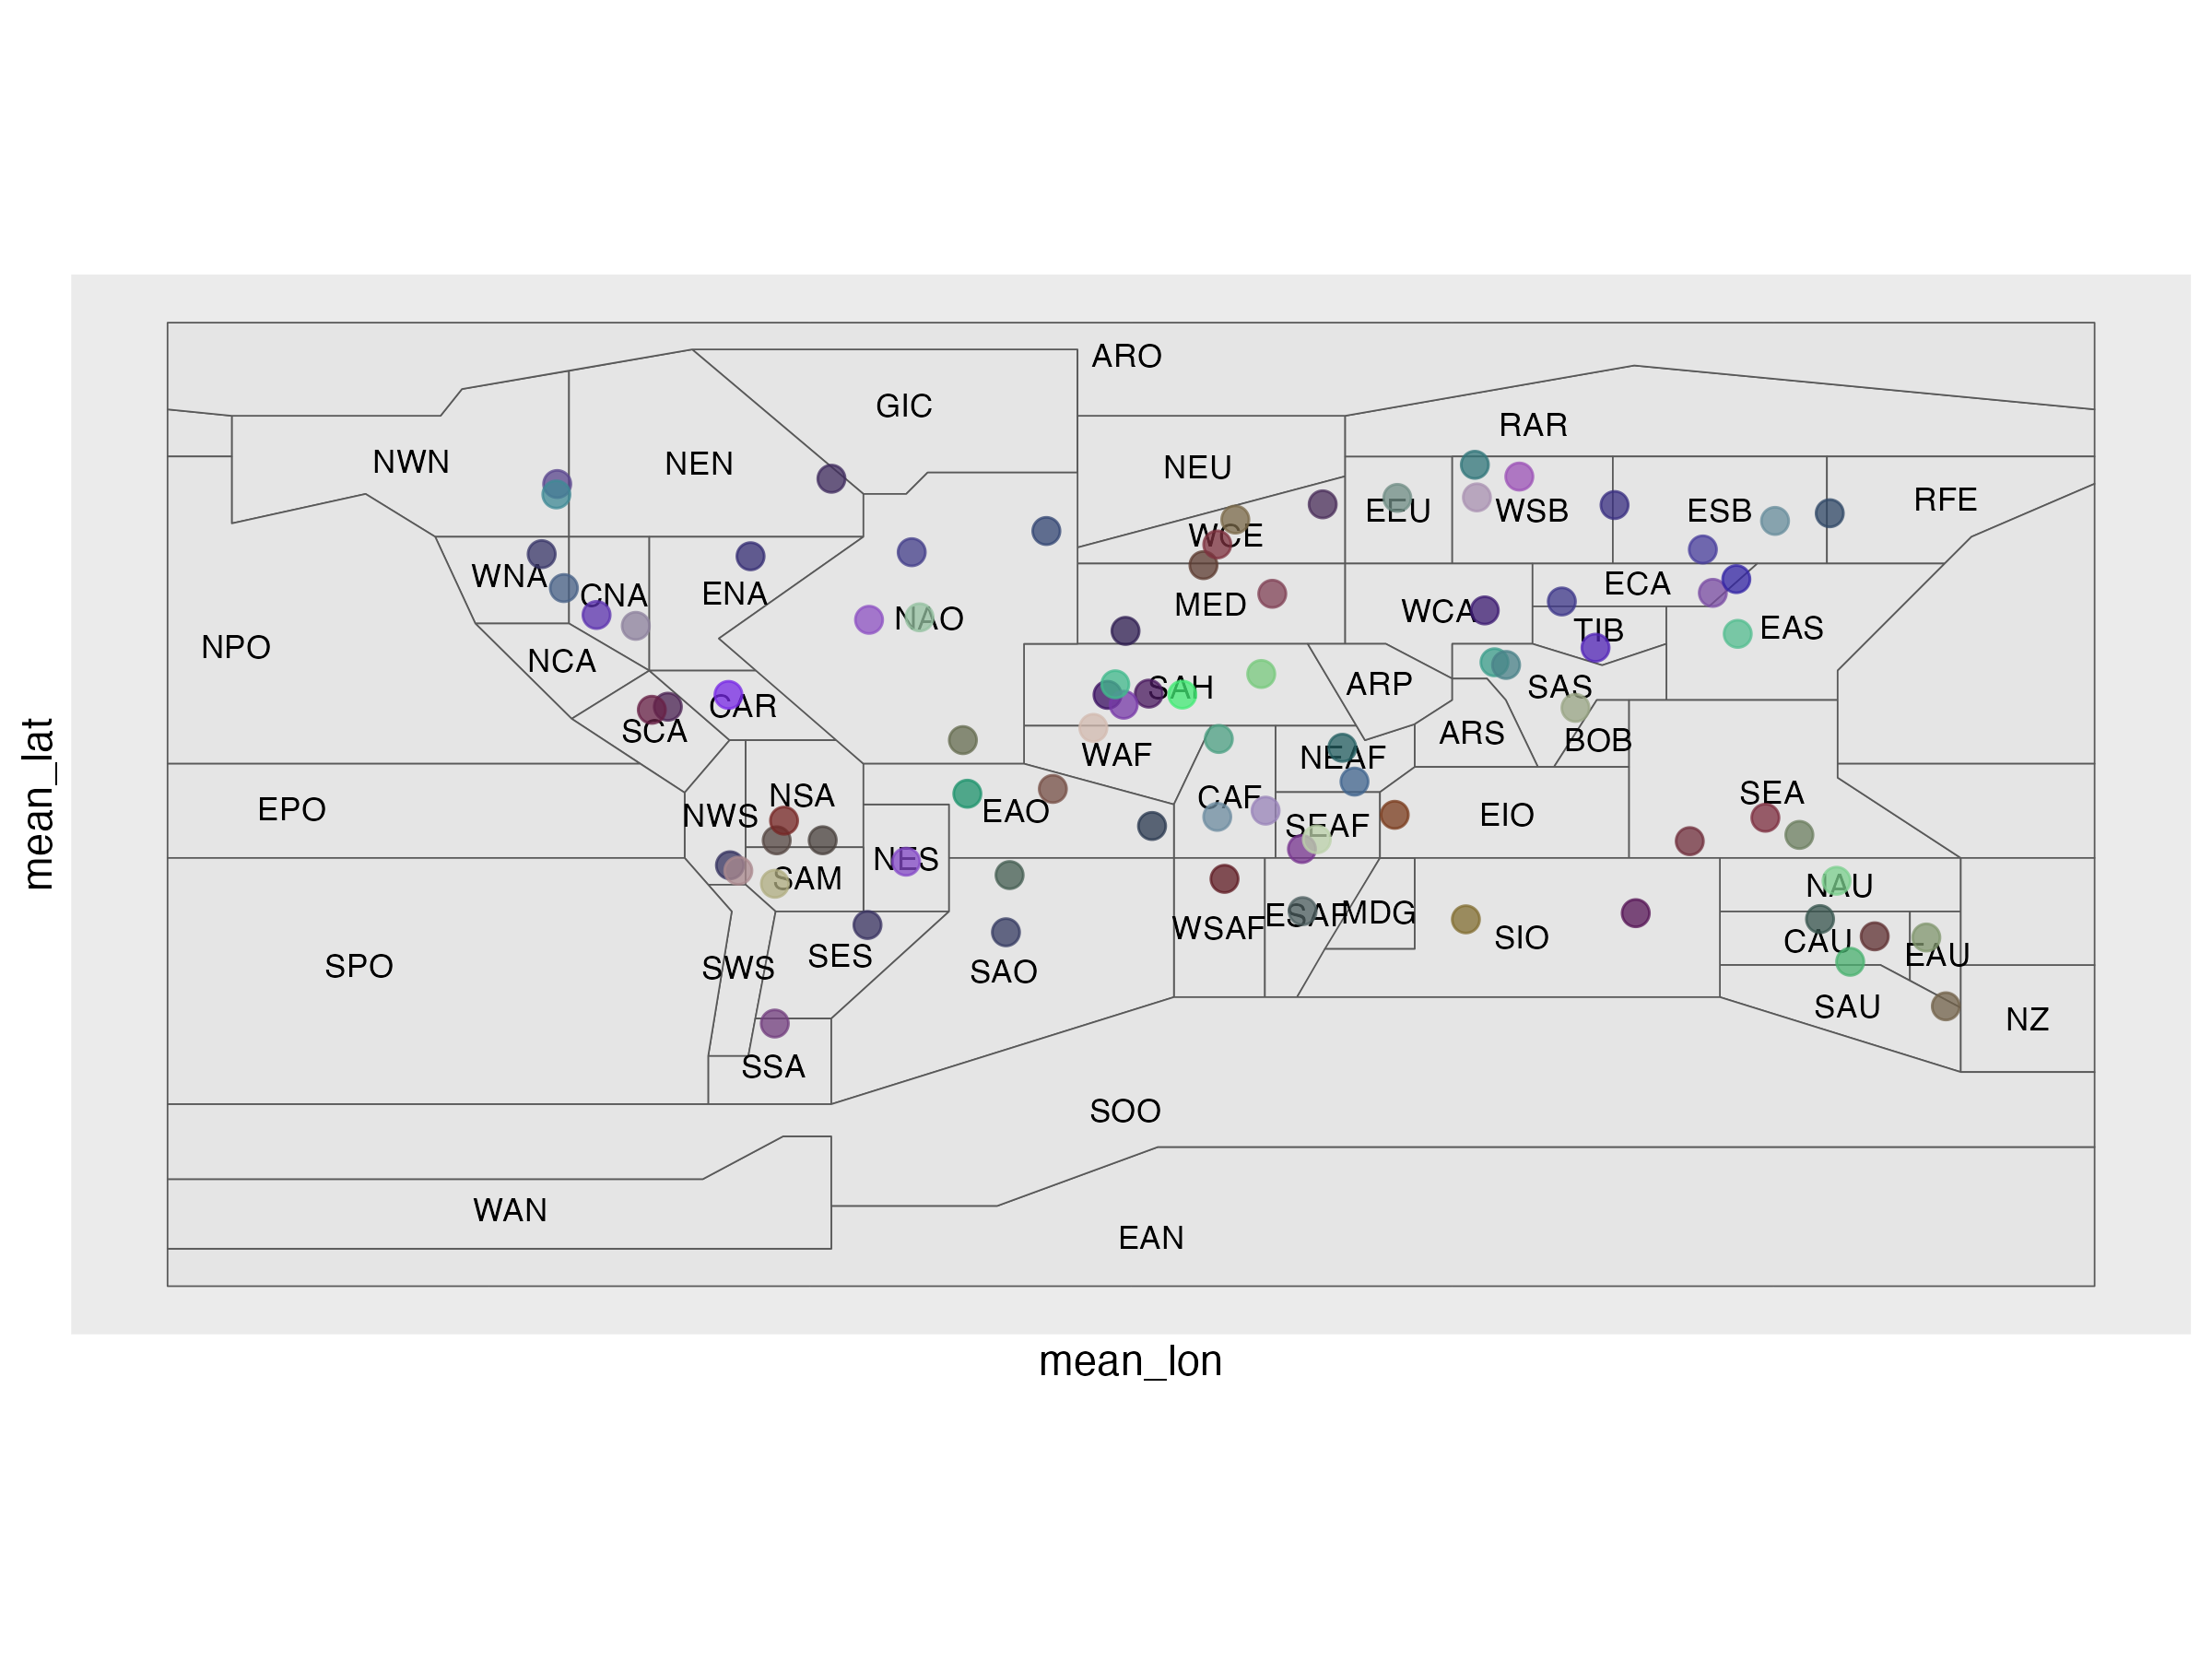 ARO
GIC
RAR
NWN
NEN
NEU
RFE
EEU
WSB
ESB
WCE
WNA
CNA
ENA
ECA
MED
WCA
NAO
TIB
EAS
NPO
NCA
SAH
ARP
SAS
CAR
SCA
ARS
BOB
WAF
NEAF
NSA
SEA
CAF
EPO
EAO
NWS
EIO
SEAF
NES
SAM
NAU
ESAF
MDG
WSAF
SIO
CAU
EAU
SES
SPO
SWS
SAO
SAU
NZ
SSA
SOO
WAN
EAN
mean_lat
mean_lon